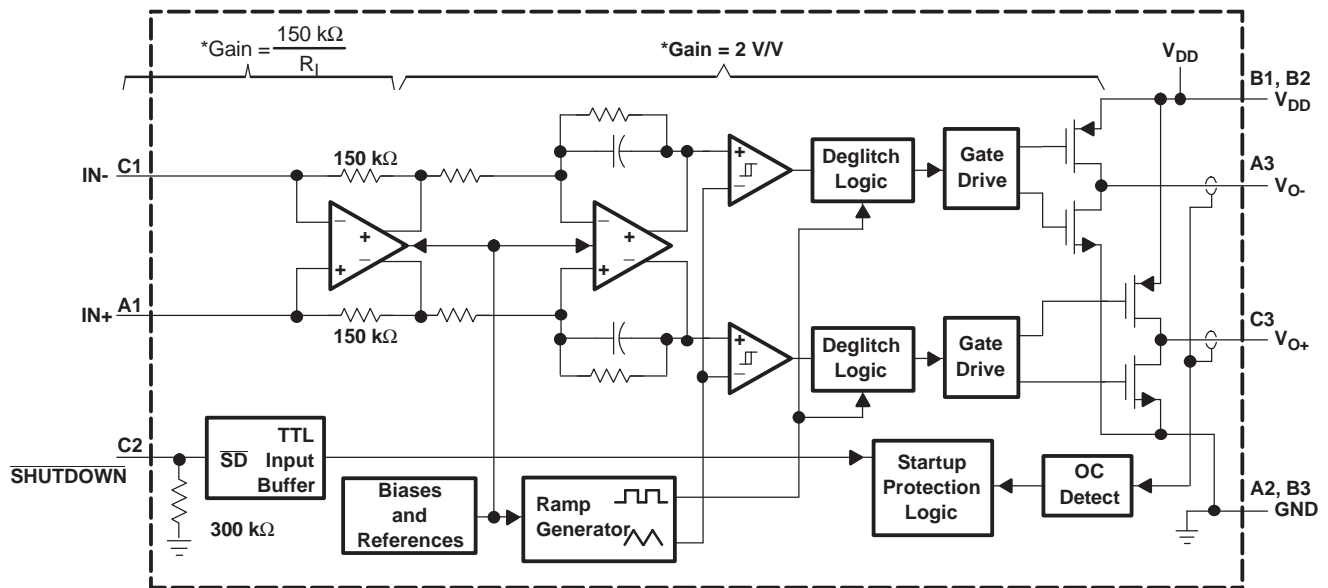 *Gain = 150 kΩ / R_I
*Gain = 2 V/V
V_DD
B1, B2
V_DD
150 kΩ
IN- C1
+
−
Deglitch
Logic
Gate
Drive
A3
V_O-
−
+
−
+
−
+
−
+
IN+ A1
150 kΩ
+
−
Deglitch
Logic
Gate
Drive
C3
V_O+
C2
SHUTDOWN
SD
TTL
Input
Buffer
300 kΩ
Biases
and
References
Ramp
Generator
Startup
Protection
Logic
OC
Detect
A2, B3
GND